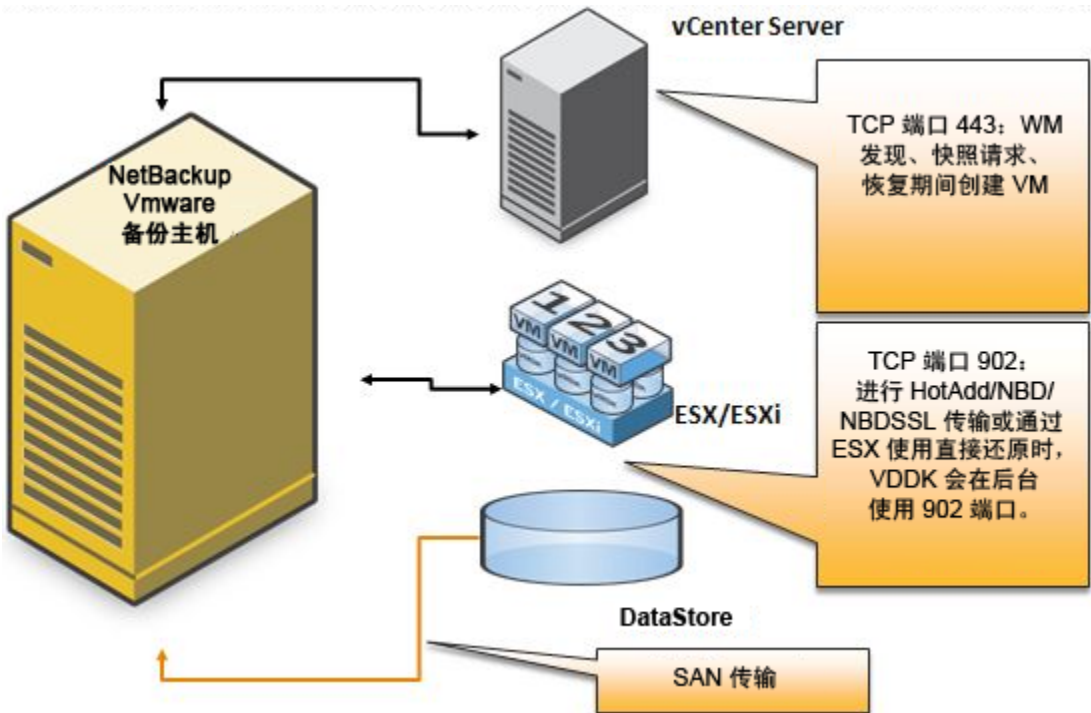 vCenter Server
TCP 端口 443：WM
发现、快照请求、
恢复期间创建 VM
NetBackup
Vmware
备份主机
1 2 3
VM VM VM
ESX / ESXi
ESX/ESXi
TCP 端口 902：
进行 HotAdd/NBD/
NBDSSL 传输或通过
ESX 使用直接还原时，
VDDK 会在后台
使用 902 端口。
DataStore
SAN 传输